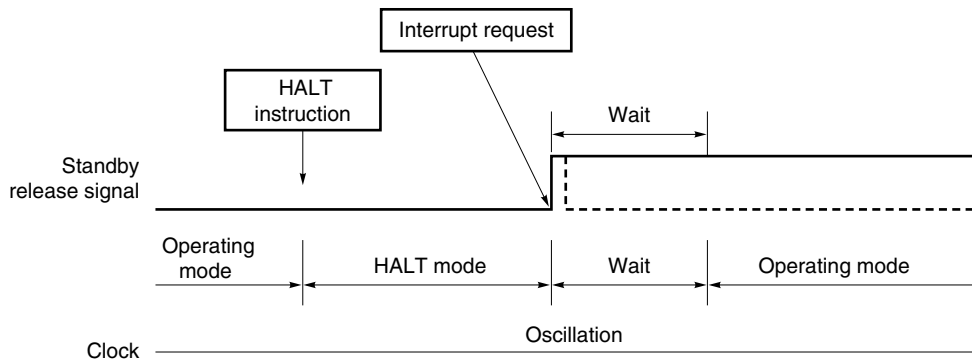 Interrupt request
HALT
instruction
Wait
Standby
release signal
Operating
mode
HALT mode
Wait
Operating mode
Oscillation
Clock